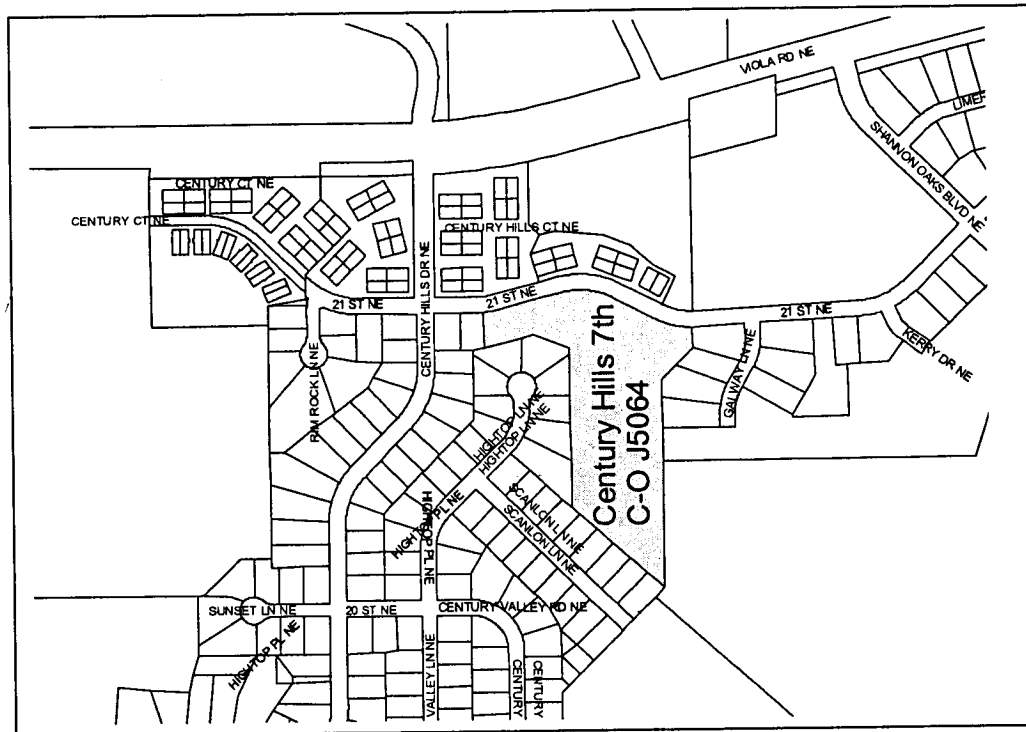 VIOLA RD NE
LIMER
SHANNON OAKS BLVD NE
CENTURY CT NE
CENTURY CT NE
CENTURY HILLS CT NE
CENTURY HILLS DR NE
21 ST NE
21 ST NE
21 ST NE
KERRY DR NE
GALWAY LN NE
RIM ROCK LN NE
Century Hills 7th
C-O J5064
HIGHTOP LN NE
HIGHTOP LN NE
HIGHTOP PL NE
HIGHTOP PL NE
SCANLON LN NE
SCANLON LN NE
SUNSET LN NE
20 ST NE
CENTURY VALLEY RD NE
HIGHTOP PL NE
VALLEY LN NE
CENTURY
CENTURY